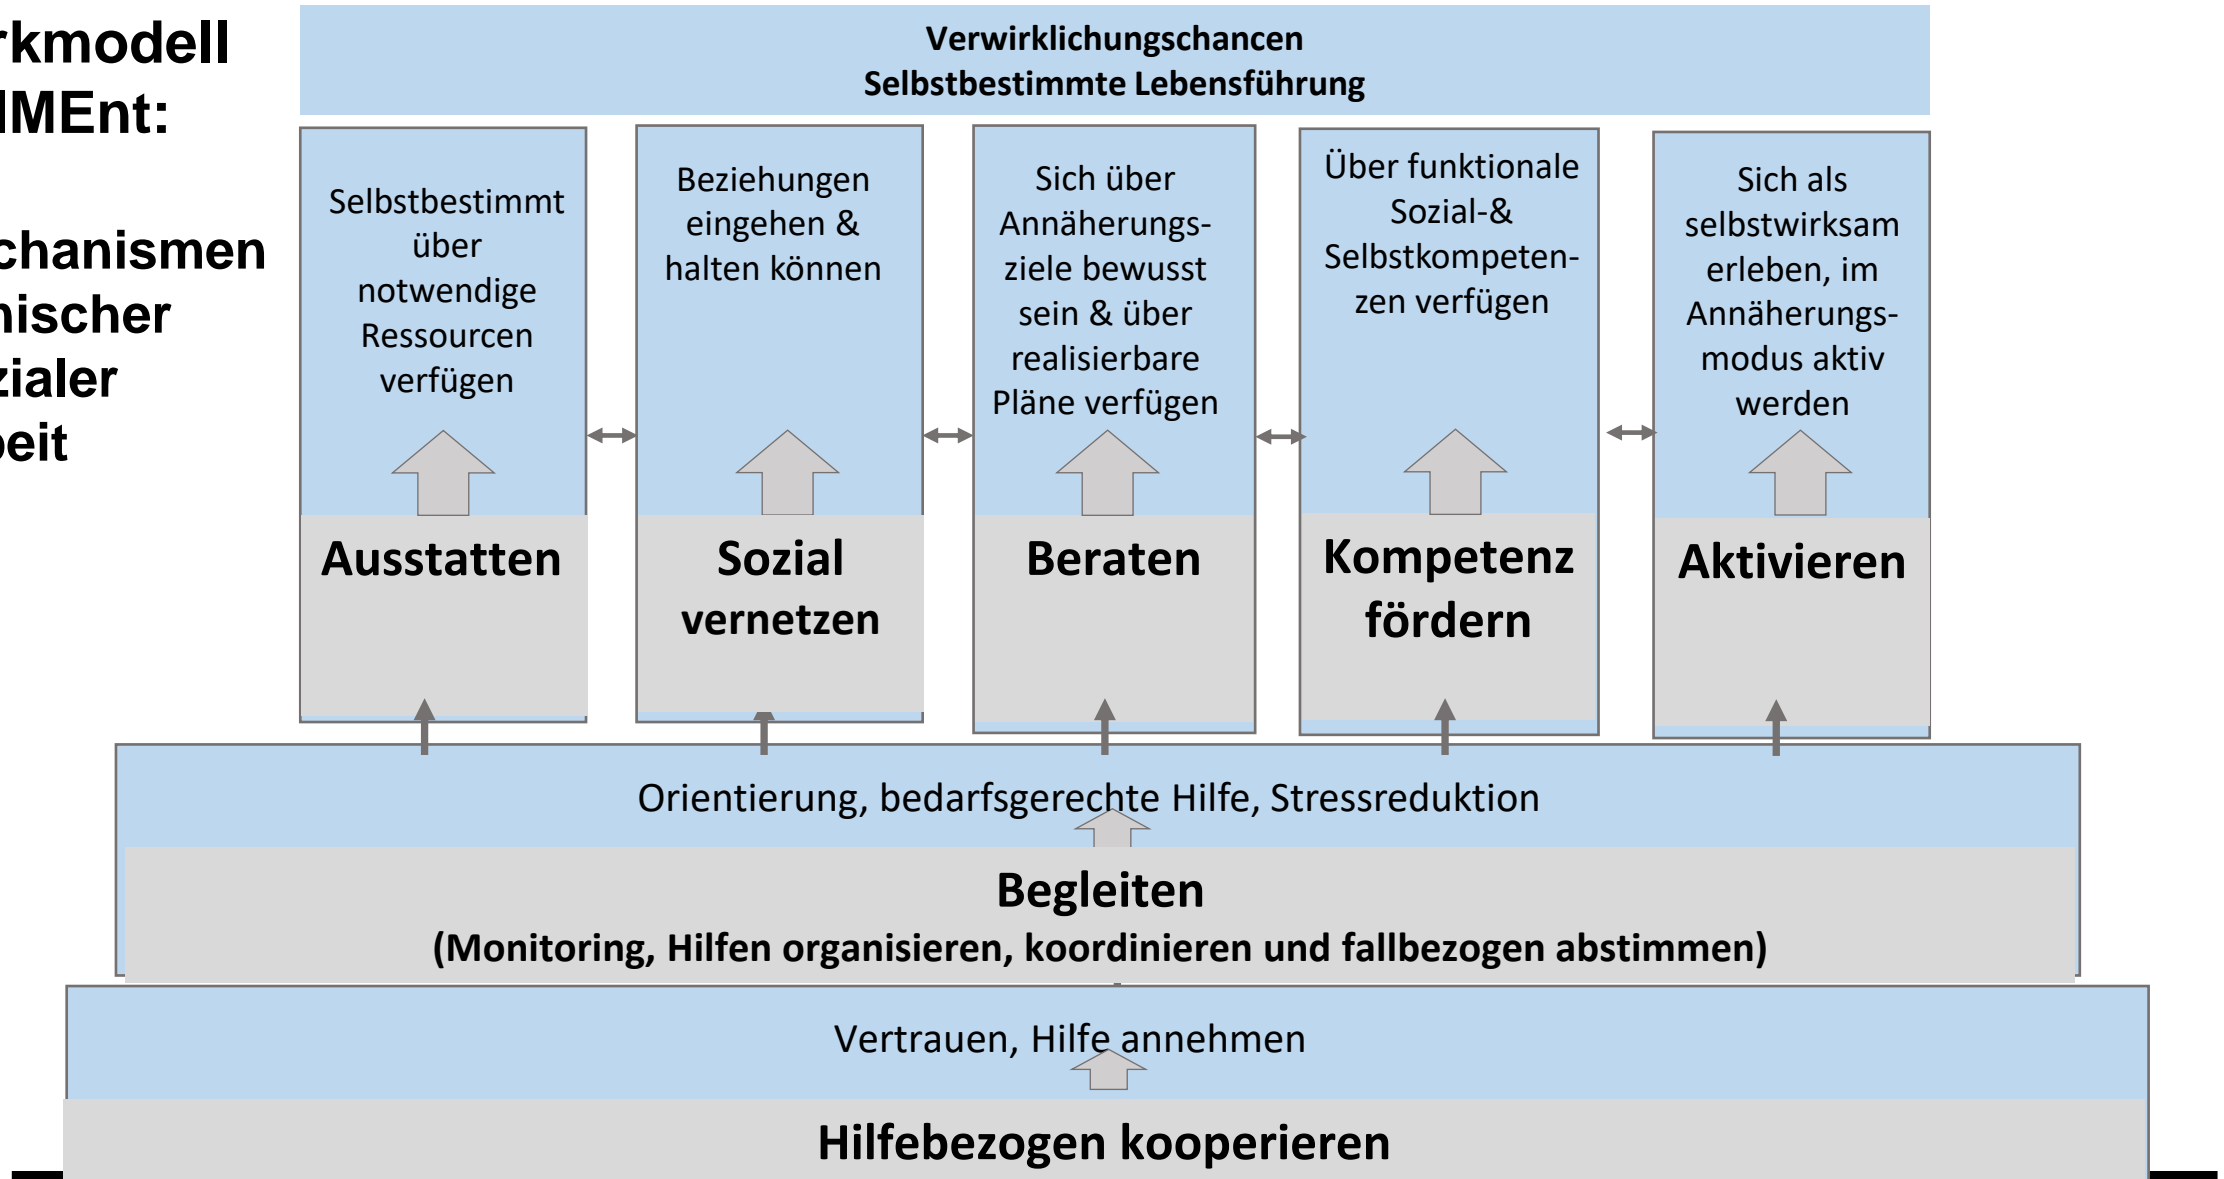 rkmodell
MEnt:
chanismen
nischer
zialer
beit
Verwirklichungschancen
Selbstbestimmte Lebensführung
Selbstbestimmt
über
notwendige
Ressourcen
verfügen
Ausstatten
Beziehungen
eingehen &
halten können
Sozial
vernetzen
Sich über
Annäherungs-
ziele bewusst
sein & über
realisierbare
Pläne verfügen
Beraten
Über funktionale
Sozial-&
Selbstkompeten-
zen verfügen
Kompetenz
fördern
Sich als
selbstwirksam
erleben, im
Annäherungs-
modus aktiv
werden
Aktivieren
Orientierung, bedarfsgerechte Hilfe, Stressreduktion
Begleiten
(Monitoring, Hilfen organisieren, koordinieren und fallbezogen abstimmen)
Vertrauen, Hilfe annehmen
Hilfebezogen kooperieren